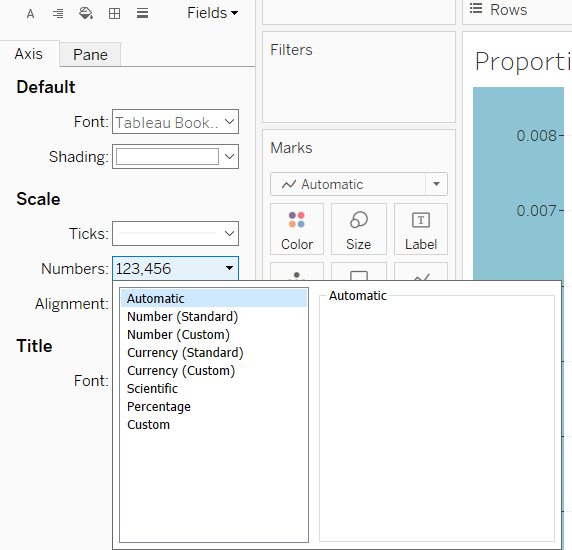 Fields
Axis
Pane
Default
Font:
Tableau Book..
Shading:
Scale
Ticks:
Numbers:
123,456
Alignment:
Title
Font:
Automatic
Number (Standard)
Number (Custom)
Currency (Standard)
Currency (Custom)
Scientific
Percentage
Custom
Automatic
Filters
Marks
Automatic
Color
Size
T
Label
Rows
Proporti
0.008
0.007